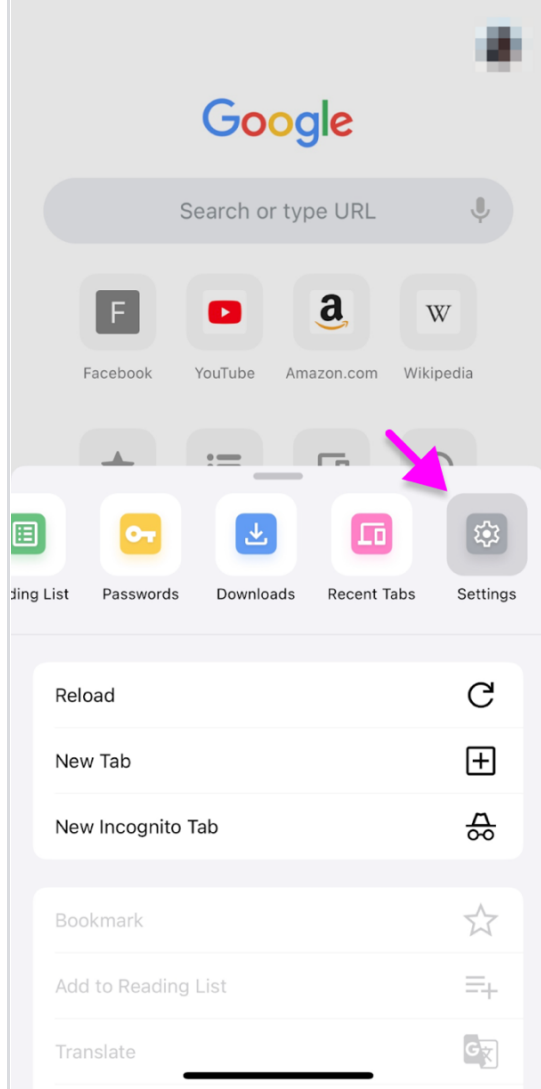 Google
Search or type URL
F
a
W
Facebook YouTube Amazon.com Wikipedia
ding List Passwords Downloads Recent Tabs Settings
Reload
New Tab
New Incognito Tab
Bookmark
Add to Reading List
Translate